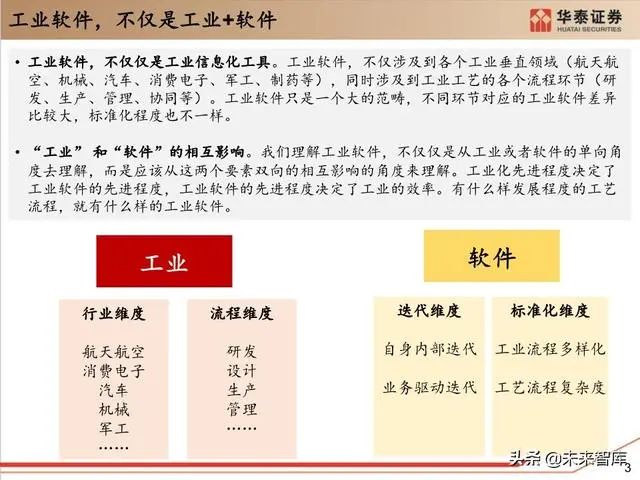 工业软件，不仅是工业+软件
华泰证券
HUATAI SECURITIES
• 工业软件，不仅仅是工业信息化工具。工业软件，不仅涉及到各个工业垂直领域（航天航
空、机械、汽车、消费电子、军工、制药等），同时涉及到工业工艺的各个流程环节（研
发、生产、管理、协同等）。工业软件只是一个大的范畴，不同环节对应的工业软件差异
比较大，标准化程度也不一样。
• “工业” 和“软件”的相互影响。我们理解工业软件，不仅仅是从工业或者软件的单向角
度去理解，而是应该从这两个要素双向的相互影响的角度来理解。工业化先进程度决定了
工业软件的先进程度，工业软件的先进程度决定了工业的效率。有什么样发展程度的工艺
流程，就有什么样的工业软件。
工业
软件
行业维度
航天航空
消费电子
汽车
机械
军工
……
流程维度
研发
设计
生产
管理
……
迭代维度
自身内部迭代
业务驱动迭代
标准化维度
工业流程多样化
工艺流程复杂度
头条 @未来智库
3